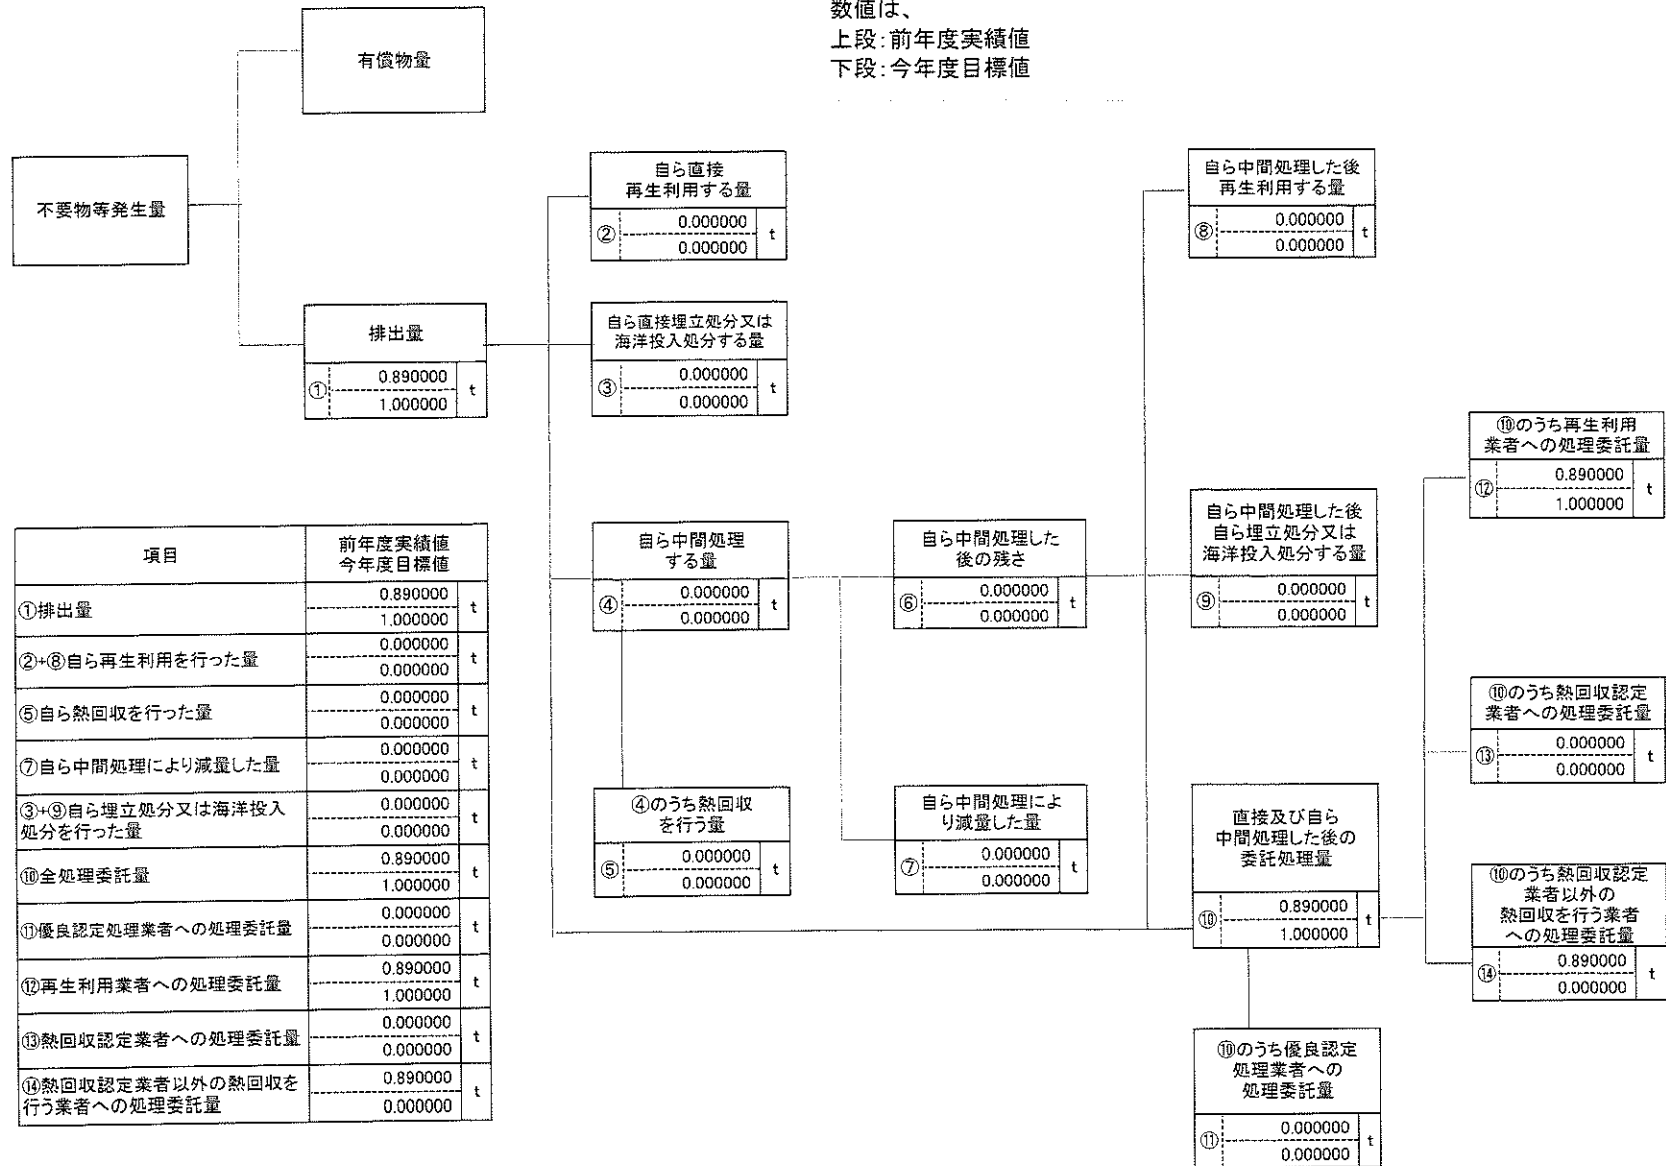 数値は、
上段:前年度実績値
下段:今年度目標値
有償物量
不要物等発生量
排出量
① 0.890000 t
1.000000
自ら直接
再生利用する量
② 0.000000 t
0.000000
自ら直接埋立処分又は
海洋投入処分する量
③ 0.000000 t
0.000000
自ら中間処理
する量
④ 0.000000 t
0.000000
④のうち熱回収
を行う量
⑤ 0.000000 t
0.000000
自ら中間処理した
後の残さ
⑥ 0.000000 t
0.000000
自ら中間処理によ
り減量した量
⑦ 0.000000 t
0.000000
自ら中間処理した後
再生利用する量
⑧ 0.000000 t
0.000000
自ら中間処理した後
自ら埋立処分又は
海洋投入処分する量
⑨ 0.000000 t
0.000000
直接及び自ら
中間処理した後の
委託処理量
⑩ 0.890000 t
1.000000
⑩のうち優良認定
処理業者への
処理委託量
⑪ 0.000000 t
0.000000
⑩のうち再生利用
業者への処理委託量
⑫ 0.890000 t
1.000000
⑩のうち熱回収認定
業者への処理委託量
⑬ 0.000000 t
0.000000
⑩のうち熱回収認定
業者以外の
熱回収を行う業者
への処理委託量
⑭ 0.890000 t
0.000000
項目 前年度実績値
今年度目標値
①排出量 0.890000 t
1.000000
②+⑧自ら再生利用を行った量 0.000000 t
0.000000
⑤自ら熱回収を行った量 0.000000 t
0.000000
⑦自ら中間処理により減量した量 0.000000 t
0.000000
③+⑨自ら埋立処分又は海洋投入
処分を行った量 0.000000 t
0.000000
⑩全処理委託量 0.890000 t
1.000000
⑪優良認定処理業者への処理委託量 0.000000 t
0.000000
⑫再生利用業者への処理委託量 0.890000 t
1.000000
⑬熱回収認定業者への処理委託量 0.000000 t
0.000000
⑭熱回収認定業者以外の熱回収を
行う業者への処理委託量 0.890000 t
0.000000